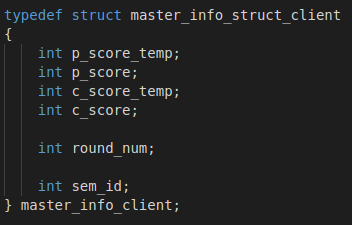 typedef struct master_info_struct_client
{
    int p_score_temp;
    int p_score;
    int c_score_temp;
    int c_score;

    int round_num;

    int sem_id;
} master_info_client;